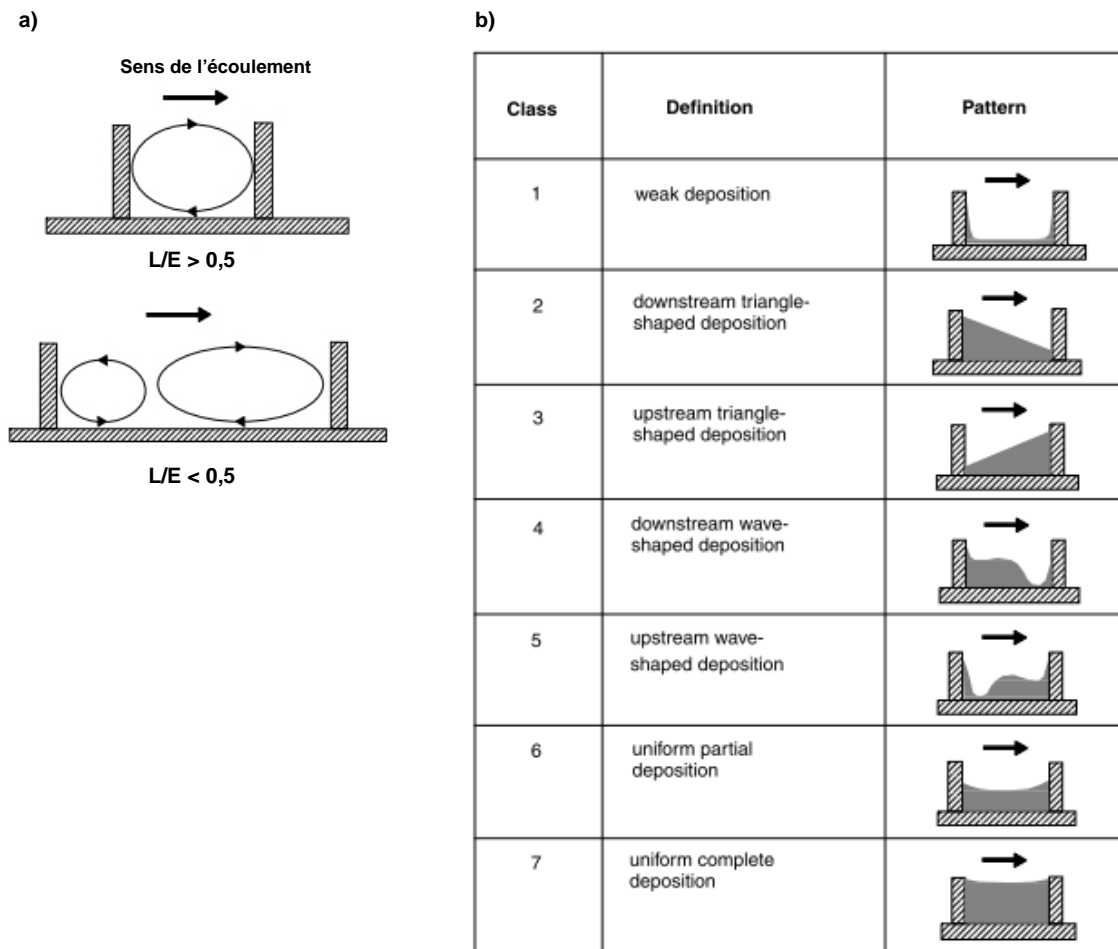 a)
Sens de l'écoulement
L/E > 0,5
L/E < 0,5
b)
Class Definition Pattern
1 weak deposition
2 downstream triangle-
shaped deposition
3 upstream triangle-
shaped deposition
4 downstream wave-
shaped deposition
5 upstream wave-
shaped deposition
6 uniform partial
deposition
7 uniform complete
deposition